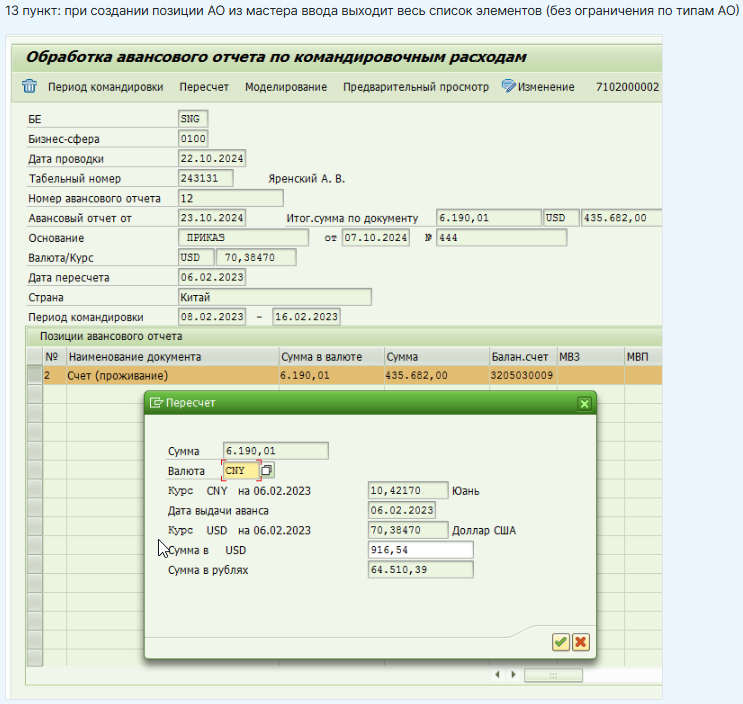 13 пункт: при создании позиции АО из мастера ввода выходит весь список элементов (без ограничения по типам АО)
Обработка авансового отчета по командировочным расходам
Период командировки Пересчет Моделирование Предварительный просмотр Изменение 7102000002
БЕ SNG
Бизнес-сфера 0100
Дата проводки 22.10.2024
Табельный номер 243131 Яренский А. В.
Номер авансового отчета 12
Авансовый отчет от 23.10.2024 Итог.сумма по документу 6.190,01 USD 435.682,00
Основание ПРИКАЗ от 07.10.2024 № 444
Валюта/Курс USD 70,38470
Дата пересчета 06.02.2023
Страна Китай
Период командировки 08.02.2023 – 16.02.2023
Позиции авансового отчета
№ Наименование документа Сумма в валюте Сумма Балан.счет МВЗ МВП
2 Счет (проживание) 6.190,01 435.682,00 3205030009
Пересчет
Сумма 6.190,01
Валюта CNY
Курс CNY на 06.02.2023 10,42170 Юань
Дата выдачи аванса 06.02.2023
Курс USD на 06.02.2023 70,38470 Доллар США
Сумма в USD 916,54
Сумма в рублях 64.510,39